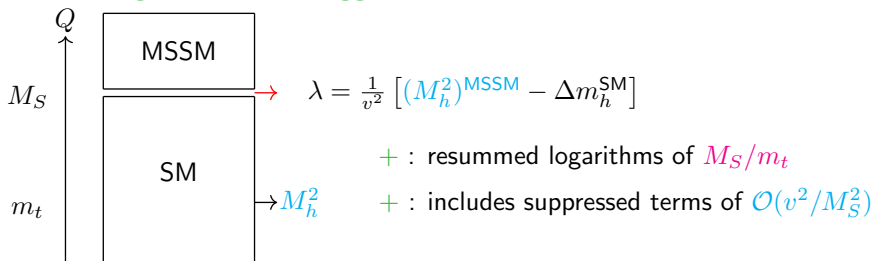 Q
MSSM
M_S
λ = 1/v² [(M_h²)^MSSM − Δm_h^SM]
+ : resummed logarithms of M_S/m_t
SM
m_t
M_h²
+ : includes suppressed terms of 𝒪(v²/M_S²)